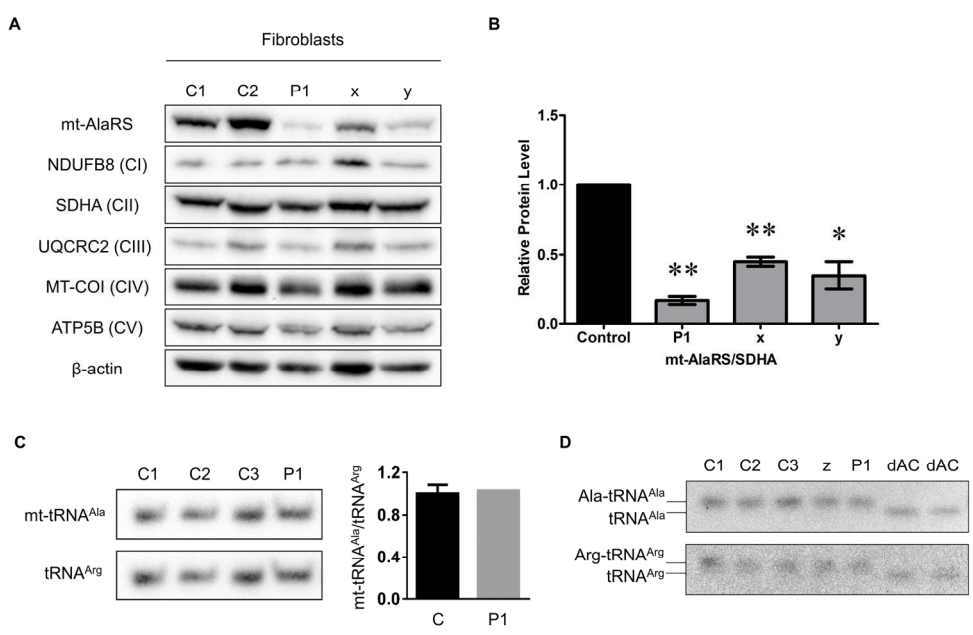 A
Fibroblasts
C1 C2 P1 x y
mt-AlaRS
NDUFB8 (CI)
SDHA (CII)
UQCRC2 (CIII)
MT-COI (CIV)
ATP5B (CV)
β-actin
B
Relative Protein Level
1.5
1.0
0.5
0.0
** ** *
Control P1 x y
mt-AlaRS/SDHA
C
C1 C2 C3 P1
mt-tRNAᴬˡᵃ
tRNAᴬʳᵍ
mt-tRNAᴬˡᵃ/tRNAᴬʳᵍ
1.2
0.8
0.4
0.0
C P1
D
C1 C2 C3 z P1 dAC dAC
Ala-tRNAᴬˡᵃ
tRNAᴬˡᵃ
Arg-tRNAᴬʳᵍ
tRNAᴬʳᵍ